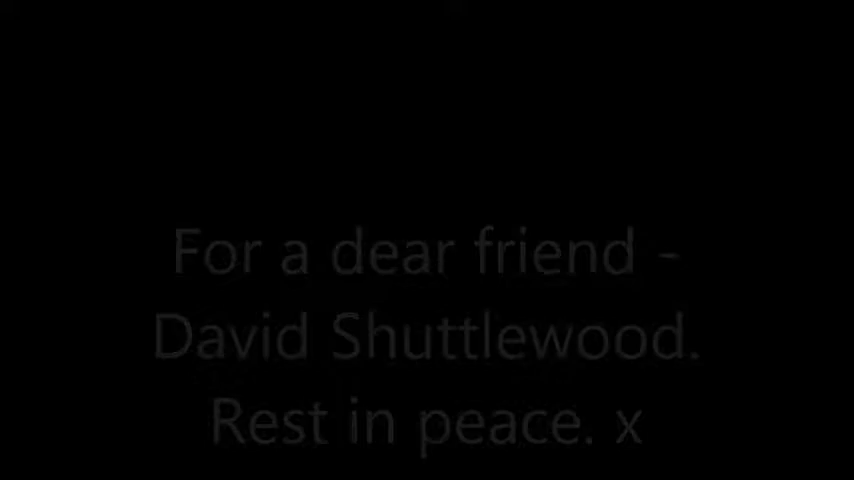 For a dear friend -
David Shuttlewood.
Rest in peace. x